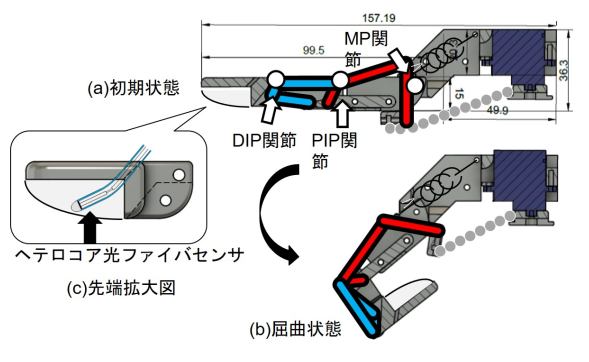 157.19
99.5
MP関
節
36.3
15
49.9
(a)初期状態
DIP関節
PIP関
節
ヘテロコア光ファイバセンサ
(c)先端拡大図
(b)屈曲状態